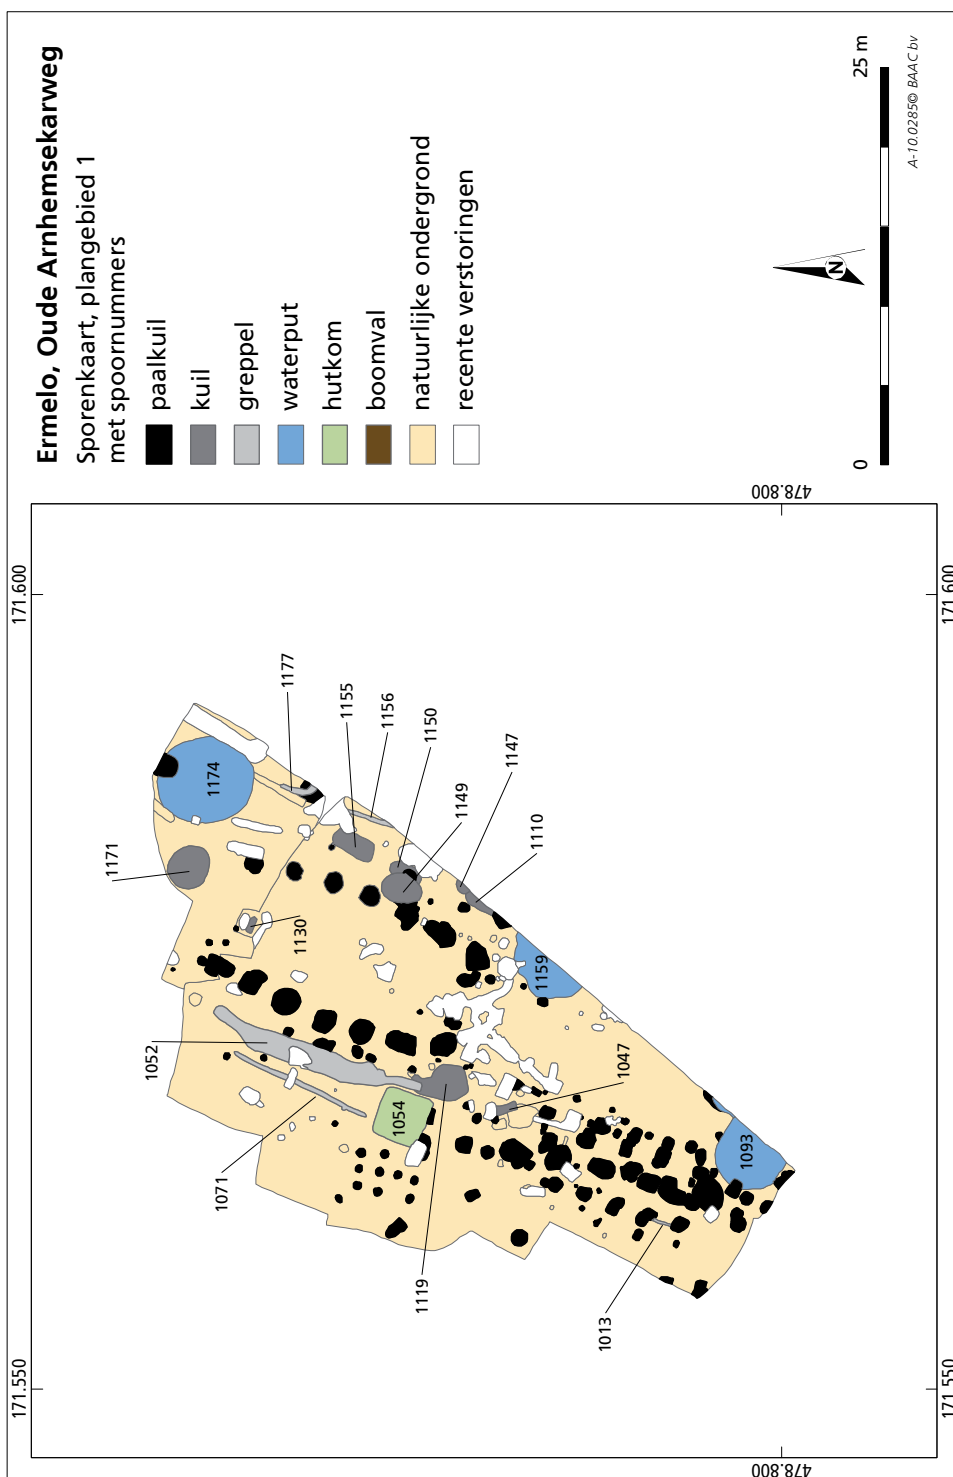 Ermelo, Oude Arnhemsekarweg
Sporenkaart, plangebied 1
met spoornummers
paalkuil
kuil
greppel
waterput
hutkom
boomval
natuurlijke ondergrond
recente verstoringen
0
25 m
N
A-10.0285© BAAC bv
171.550
171.600
171.550
171.600
478.800
478.800
1174
1171
1177
1155
1156
1150
1149
1147
1110
1130
1159
1052
1071
1054
1047
1119
1093
1013